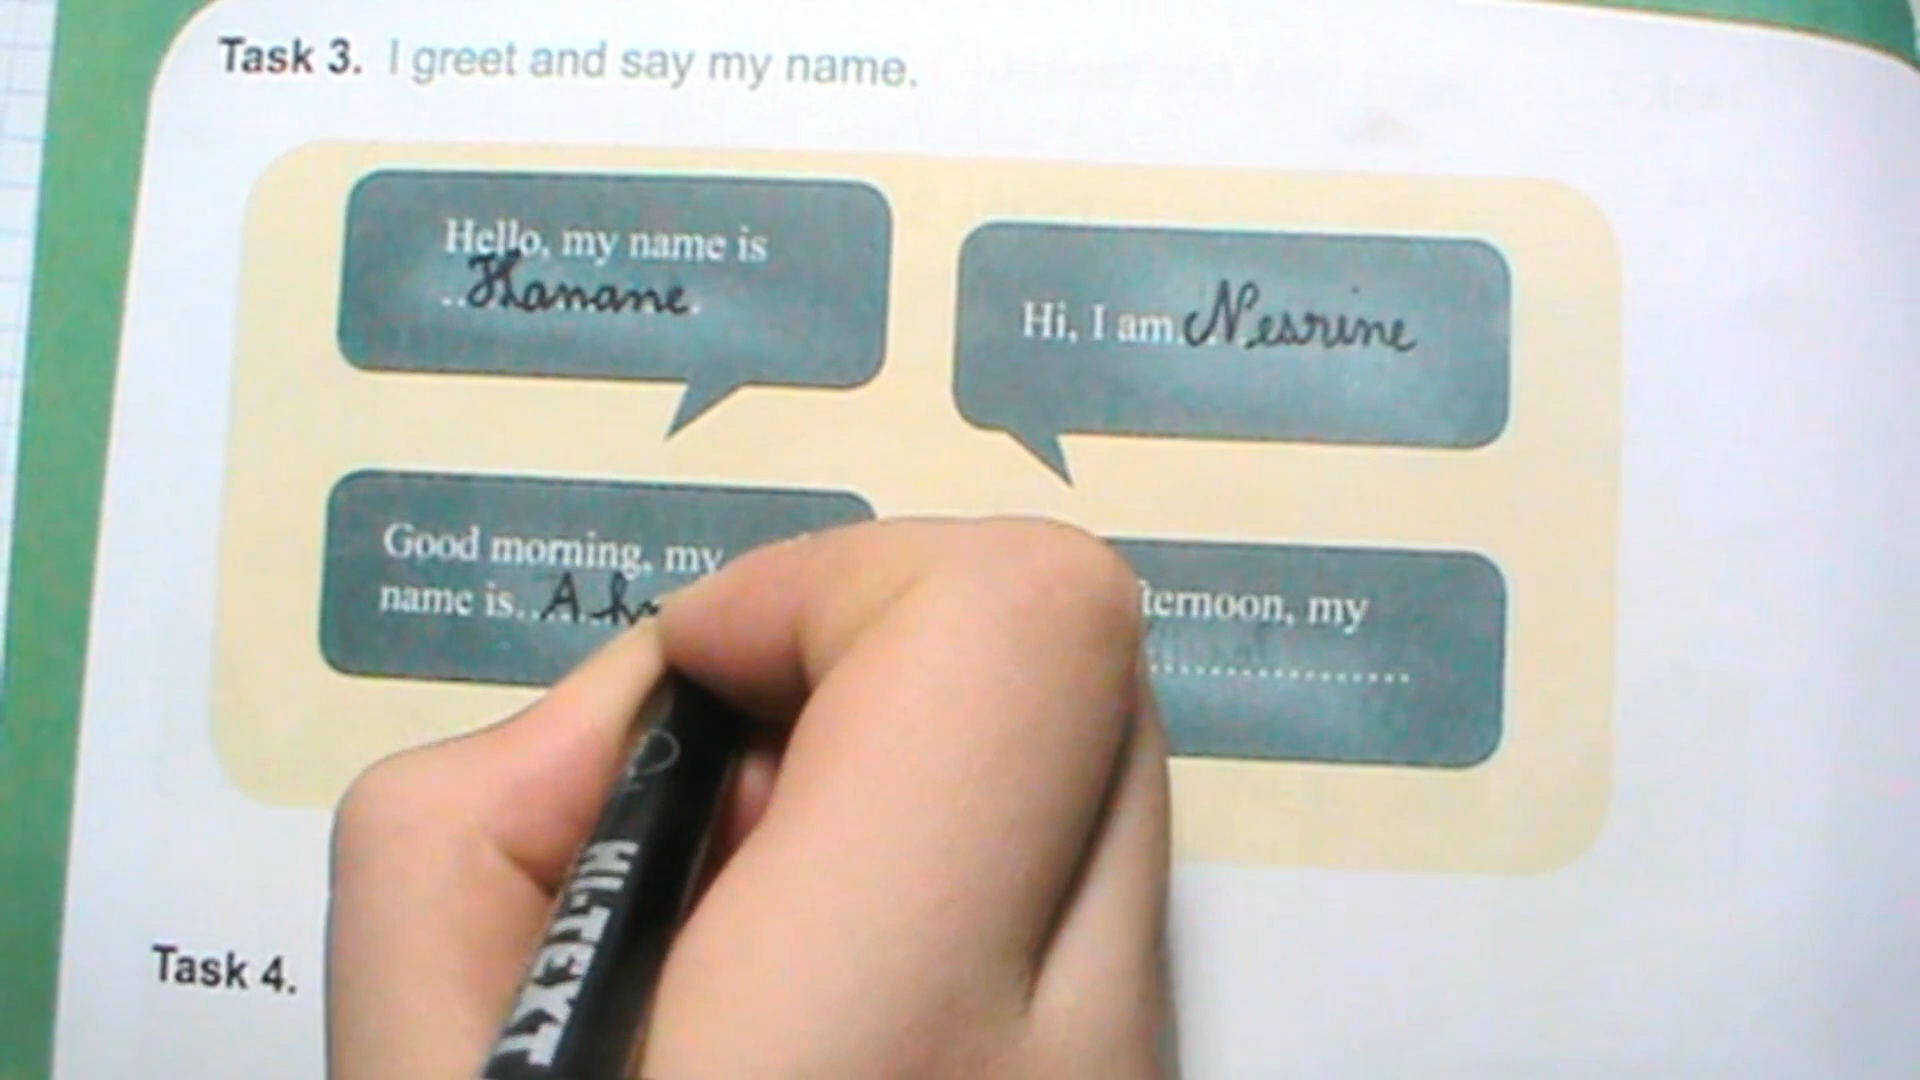 Task 3. I greet and say my name.
Hello, my name is
..Hanane.
Hi, I am.Nesrine
Good morning, my
name is..Ah
ternoon, my
....................
Task 4.
HI-TEXT